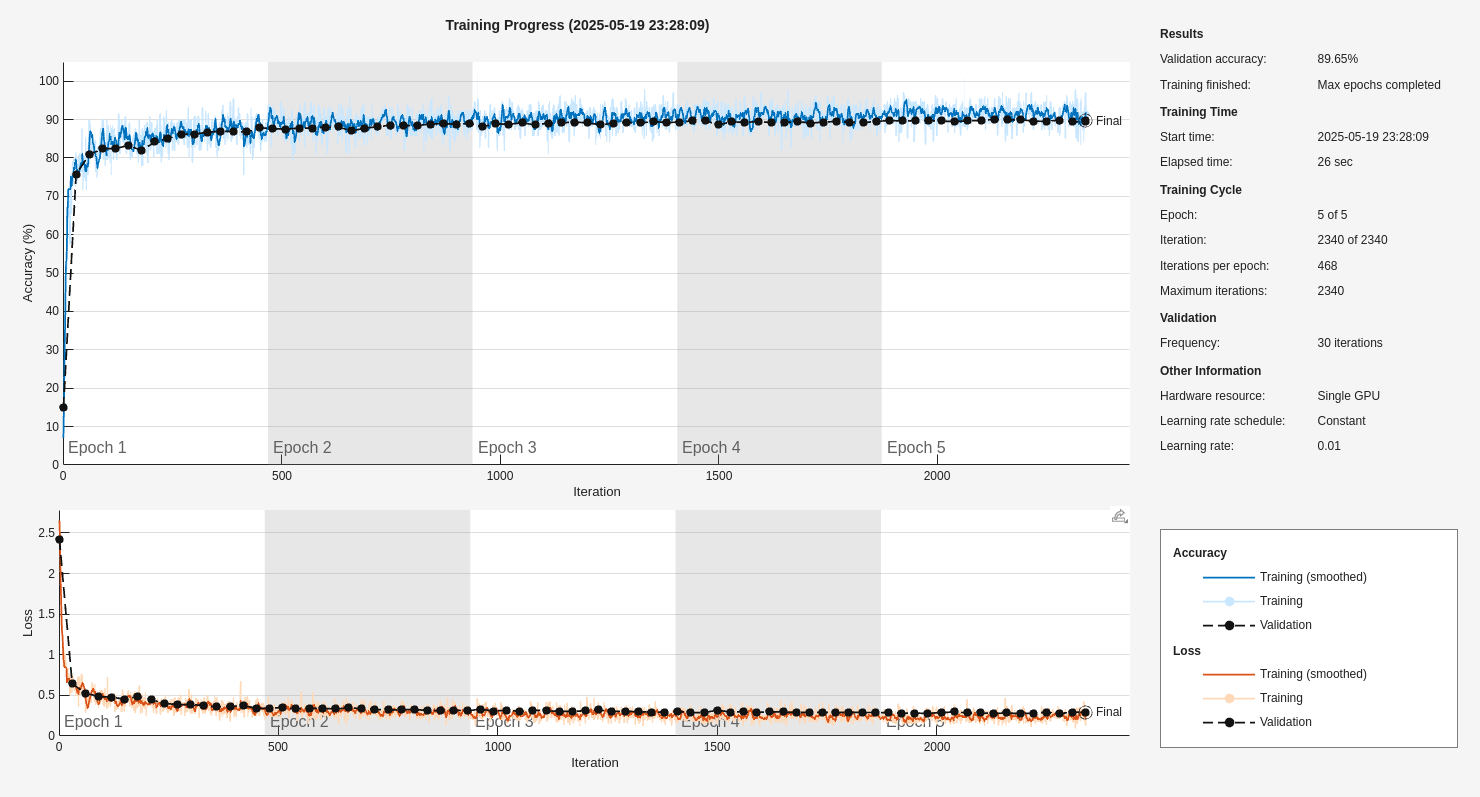 Training Progress (2025-05-19 23:28:09)
100
90
80
70
60
50
40
30
20
10
0
Accuracy (%)
Final
Epoch 1
Epoch 2
Epoch 3
Epoch 4
Epoch 5
0
500
1000
1500
2000
Iteration
2.5
2
1.5
1
0.5
0
Loss
Final
Epoch 1
Epoch 2
Epoch 3
Epoch 4
Epoch 5
0
500
1000
1500
2000
Iteration
Results
Validation accuracy: 89.65%
Training finished: Max epochs completed
Training Time
Start time: 2025-05-19 23:28:09
Elapsed time: 26 sec
Training Cycle
Epoch: 5 of 5
Iteration: 2340 of 2340
Iterations per epoch: 468
Maximum iterations: 2340
Validation
Frequency: 30 iterations
Other Information
Hardware resource: Single GPU
Learning rate schedule: Constant
Learning rate: 0.01
Accuracy
Training (smoothed)
Training
Validation
Loss
Training (smoothed)
Training
Validation